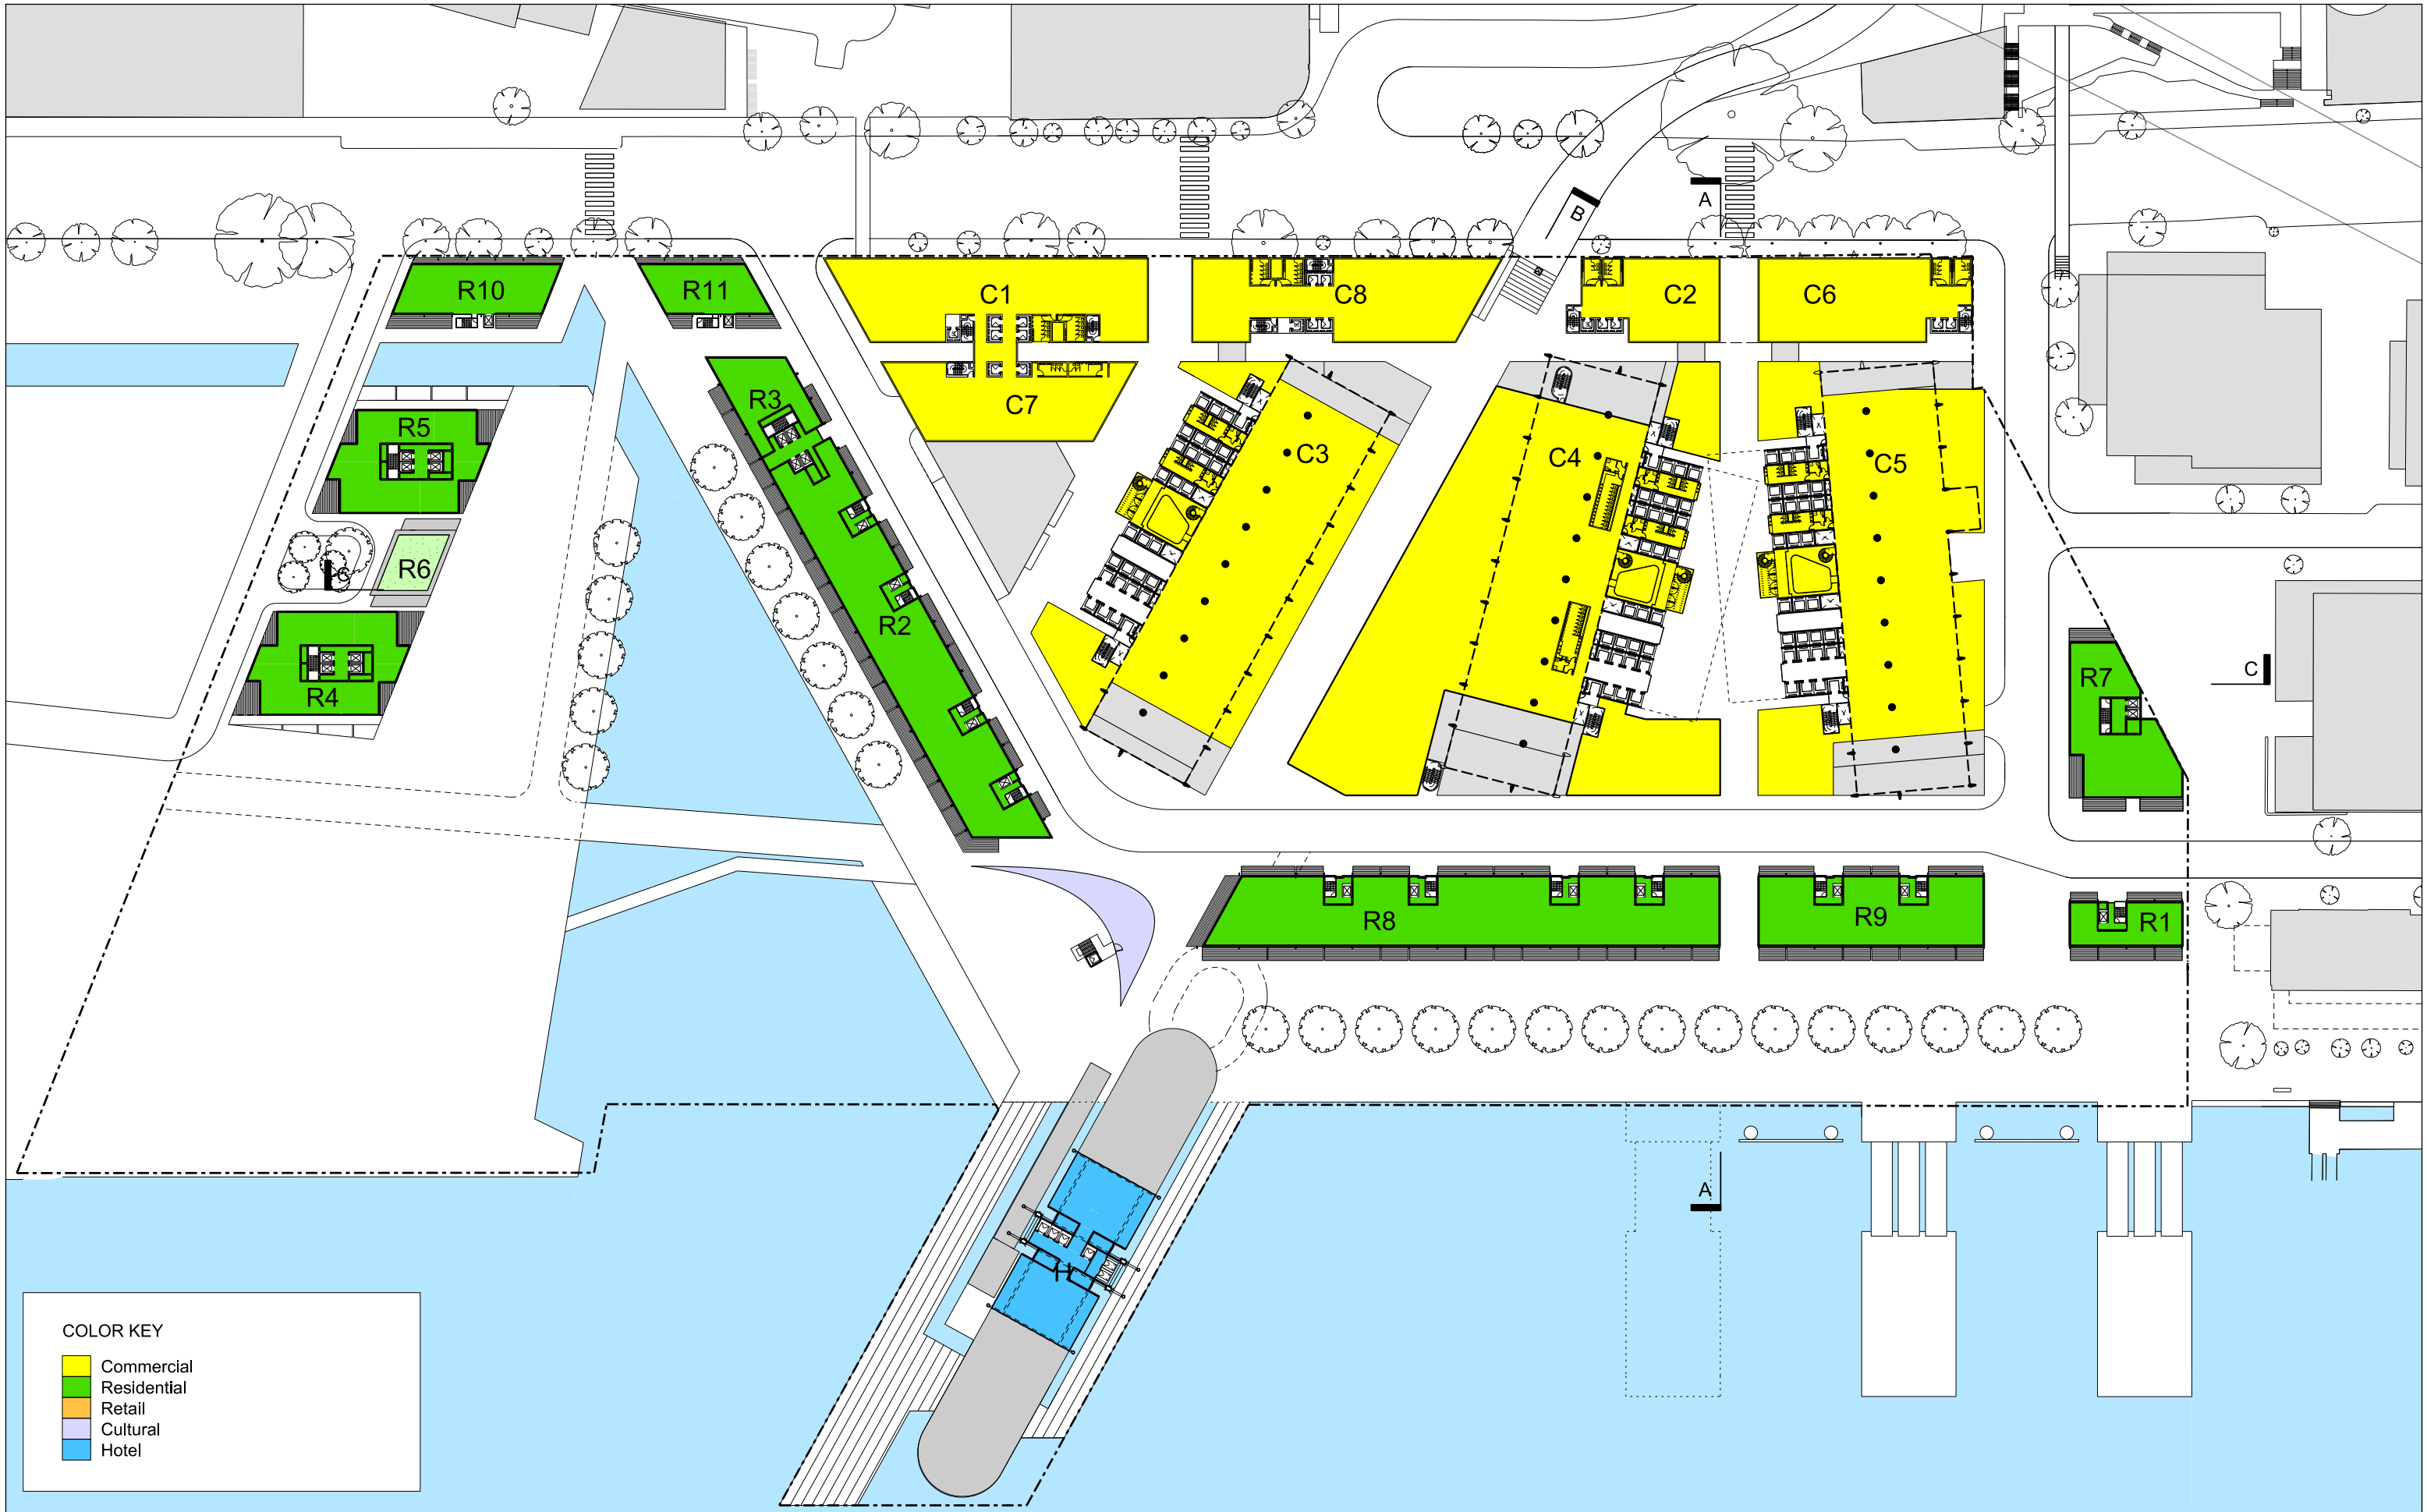 A
B
R10
R11
C1
C8
C2
C6
R3
C7
R5
C3
C4
C5
R6
C
R2
R4
R7
C
R8
R9
R1
A
H
COLOR KEY
Commercial
Residential
Retail
Cultural
Hotel